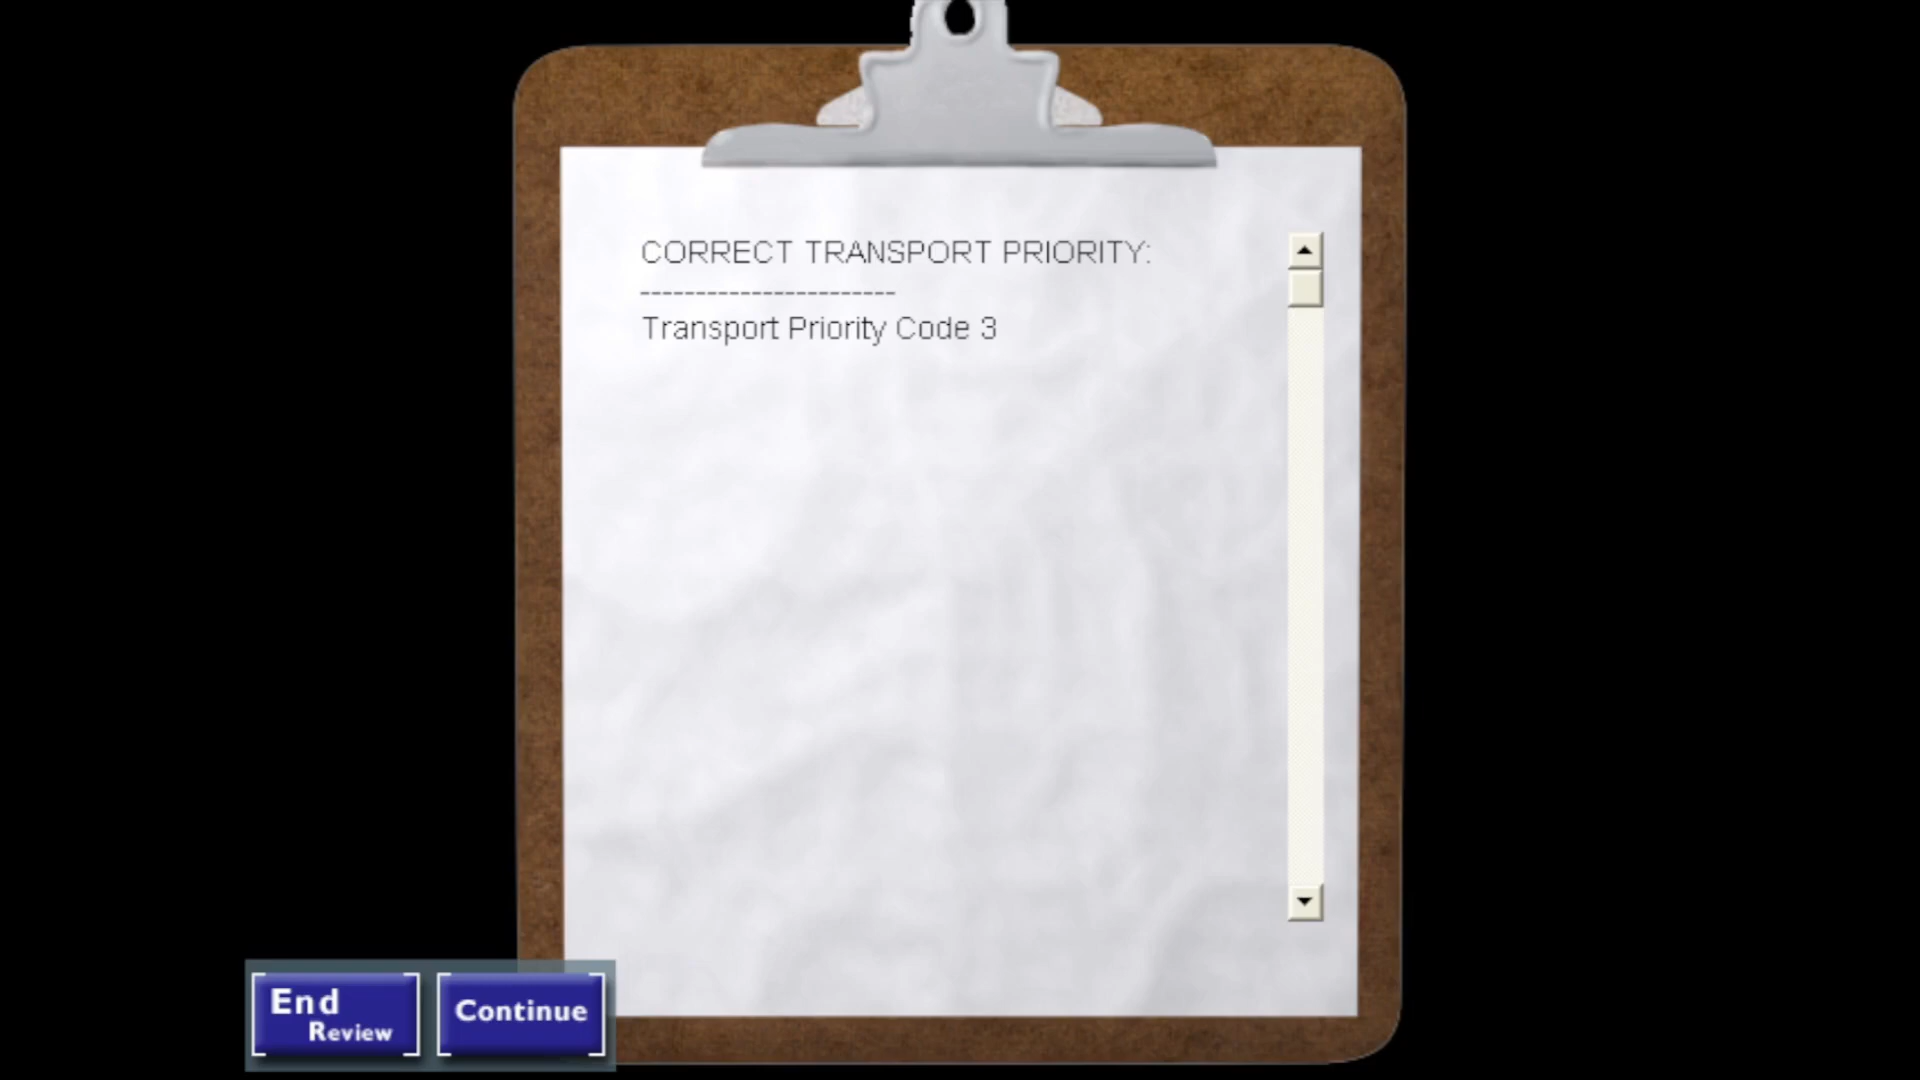 CORRECT TRANSPORT PRIORITY:
-----------------------
Transport Priority Code 3
End
Review
Continue